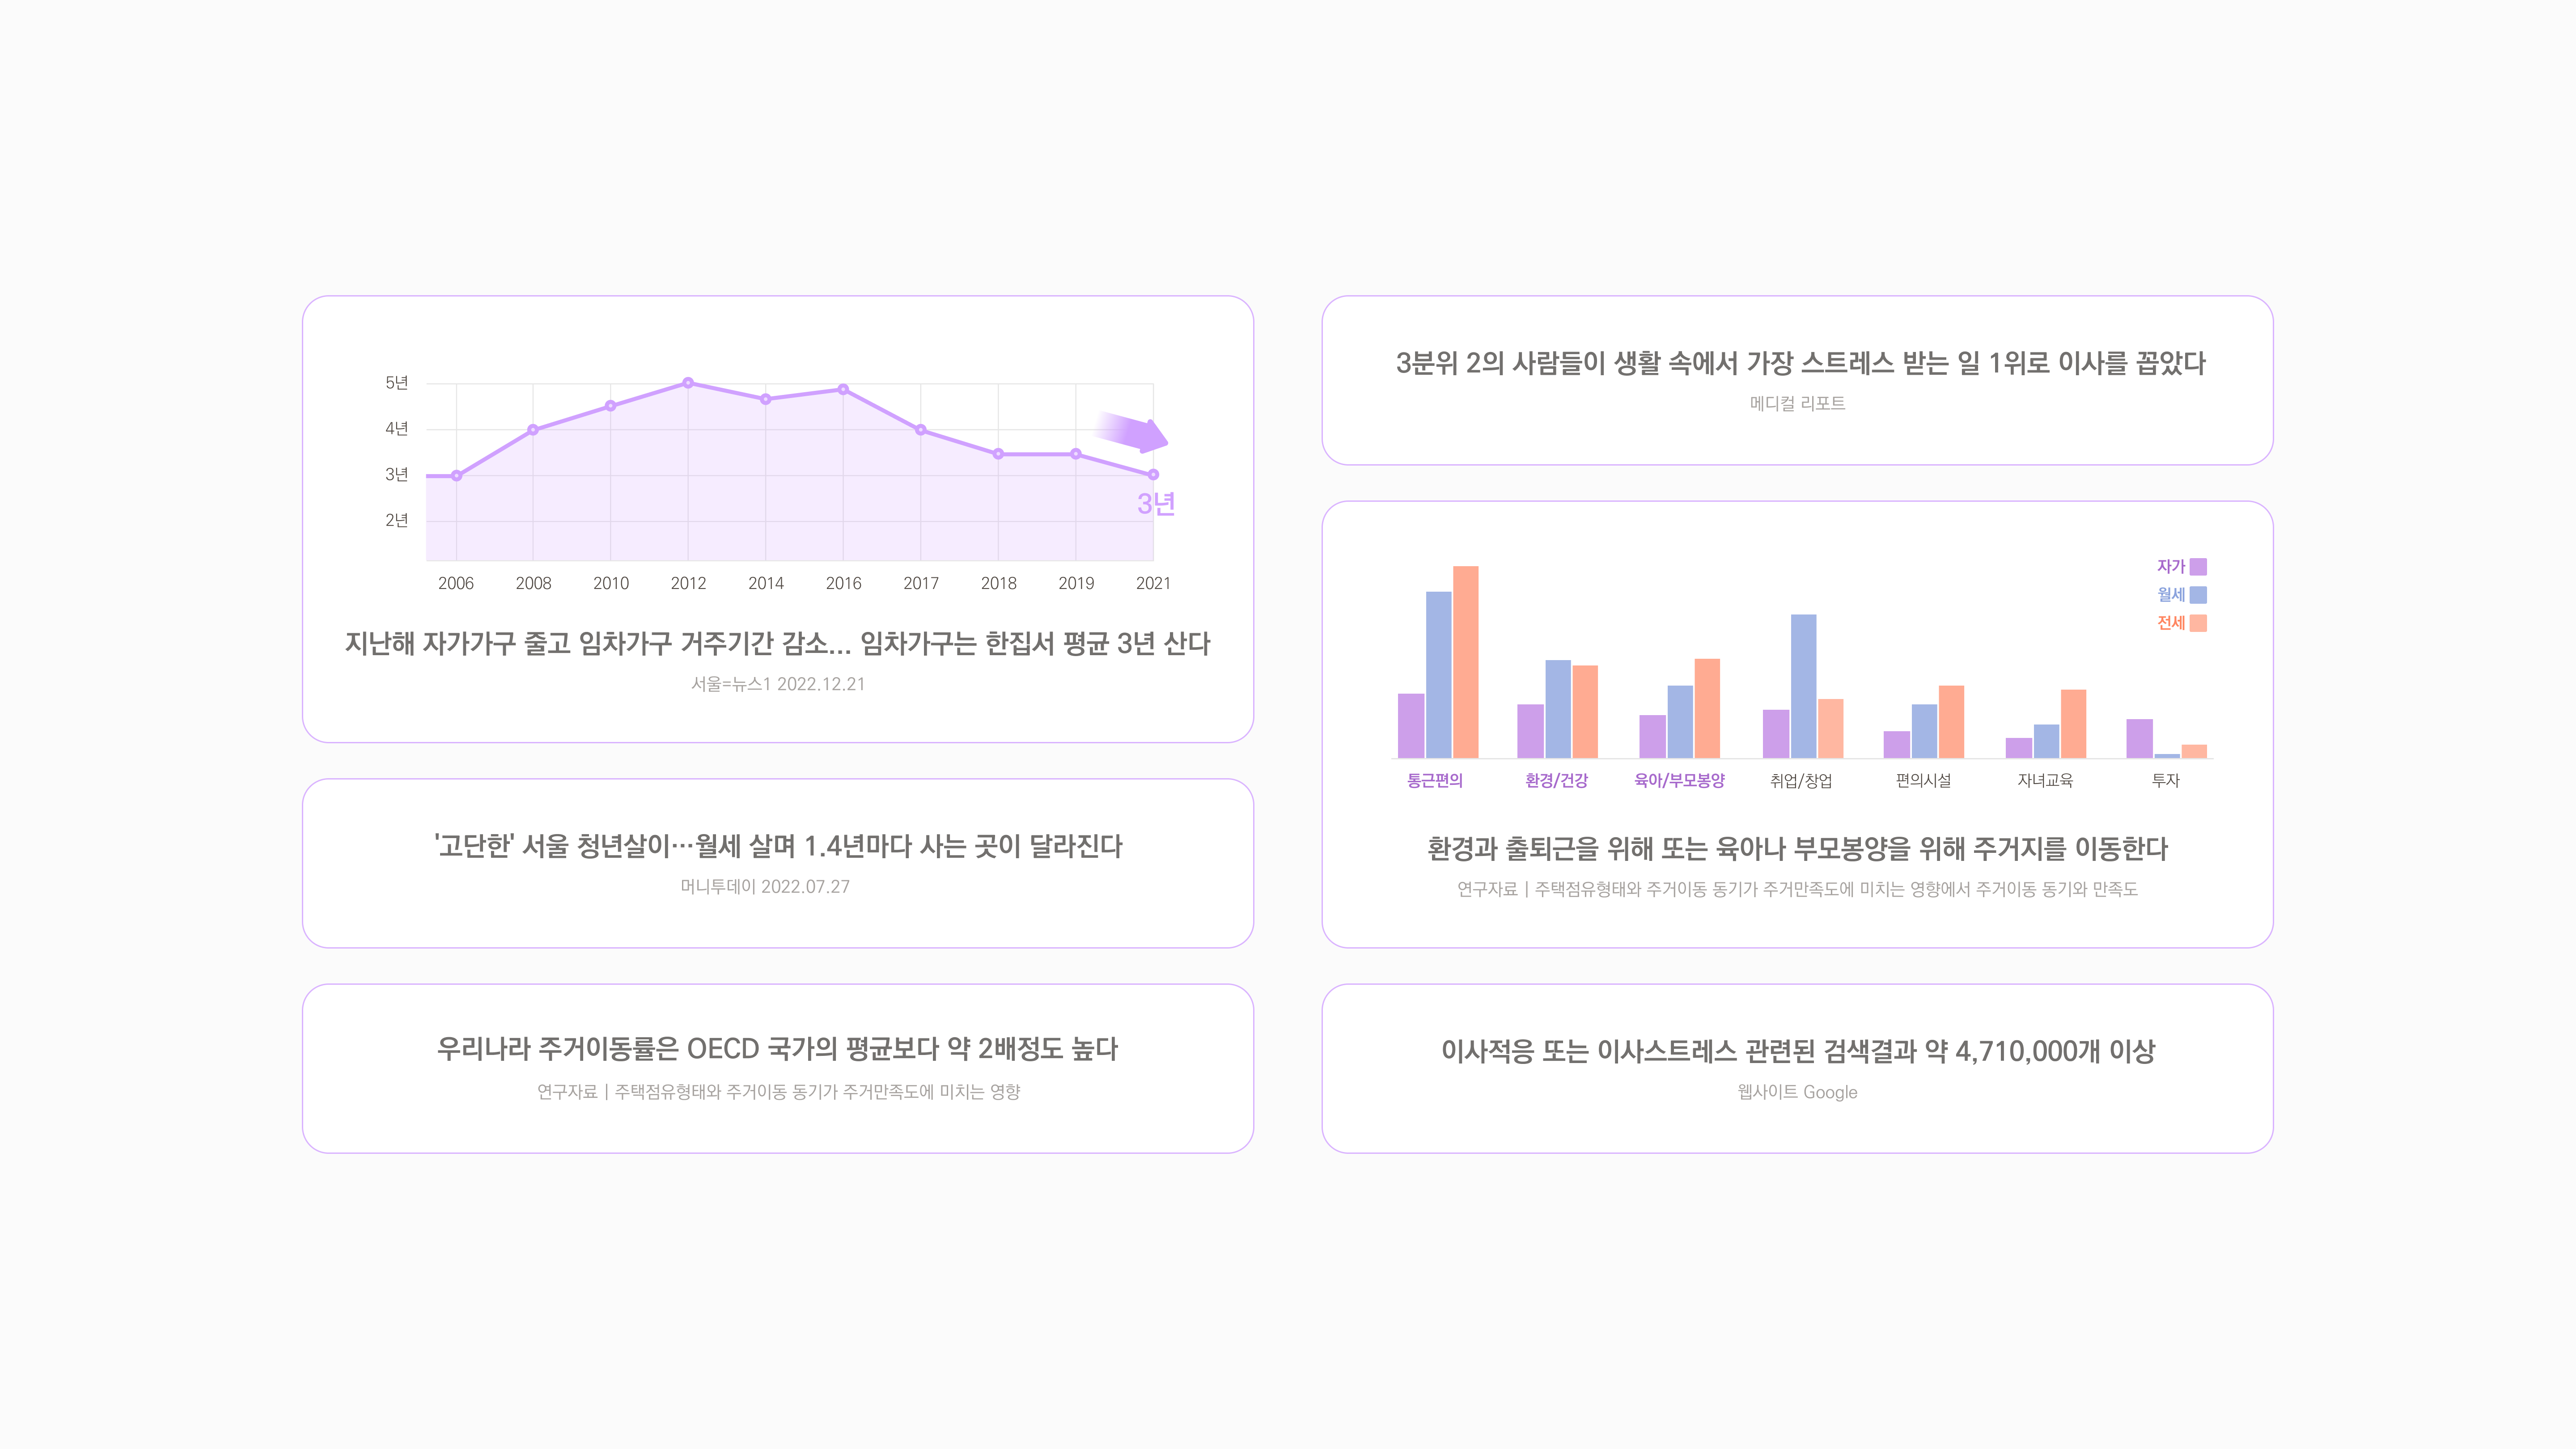 5년
4년
3년
2년
3년
2006 2008 2010 2012 2014 2016 2017 2018 2019 2021
지난해 자가가구 줄고 임차가구 거주기간 감소... 임차가구는 한집서 평균 3년 산다
서울=뉴스1 2022.12.21
'고단한' 서울 청년살이…월세 살며 1.4년마다 사는 곳이 달라진다
머니투데이 2022.07.27
우리나라 주거이동률은 OECD 국가의 평균보다 약 2배정도 높다
연구자료 | 주택점유형태와 주거이동 동기가 주거만족도에 미치는 영향
3분위 2의 사람들이 생활 속에서 가장 스트레스 받는 일 1위로 이사를 꼽았다
메디컬 리포트
자가
월세
전세
통근편의 환경/건강 육아/부모봉양 취업/창업 편의시설 자녀교육 투자
환경과 출퇴근을 위해 또는 육아나 부모봉양을 위해 주거지를 이동한다
연구자료 | 주택점유형태와 주거이동 동기가 주거만족도에 미치는 영향에서 주거이동 동기와 만족도
이사적응 또는 이사스트레스 관련된 검색결과 약 4,710,000개 이상
웹사이트 Google